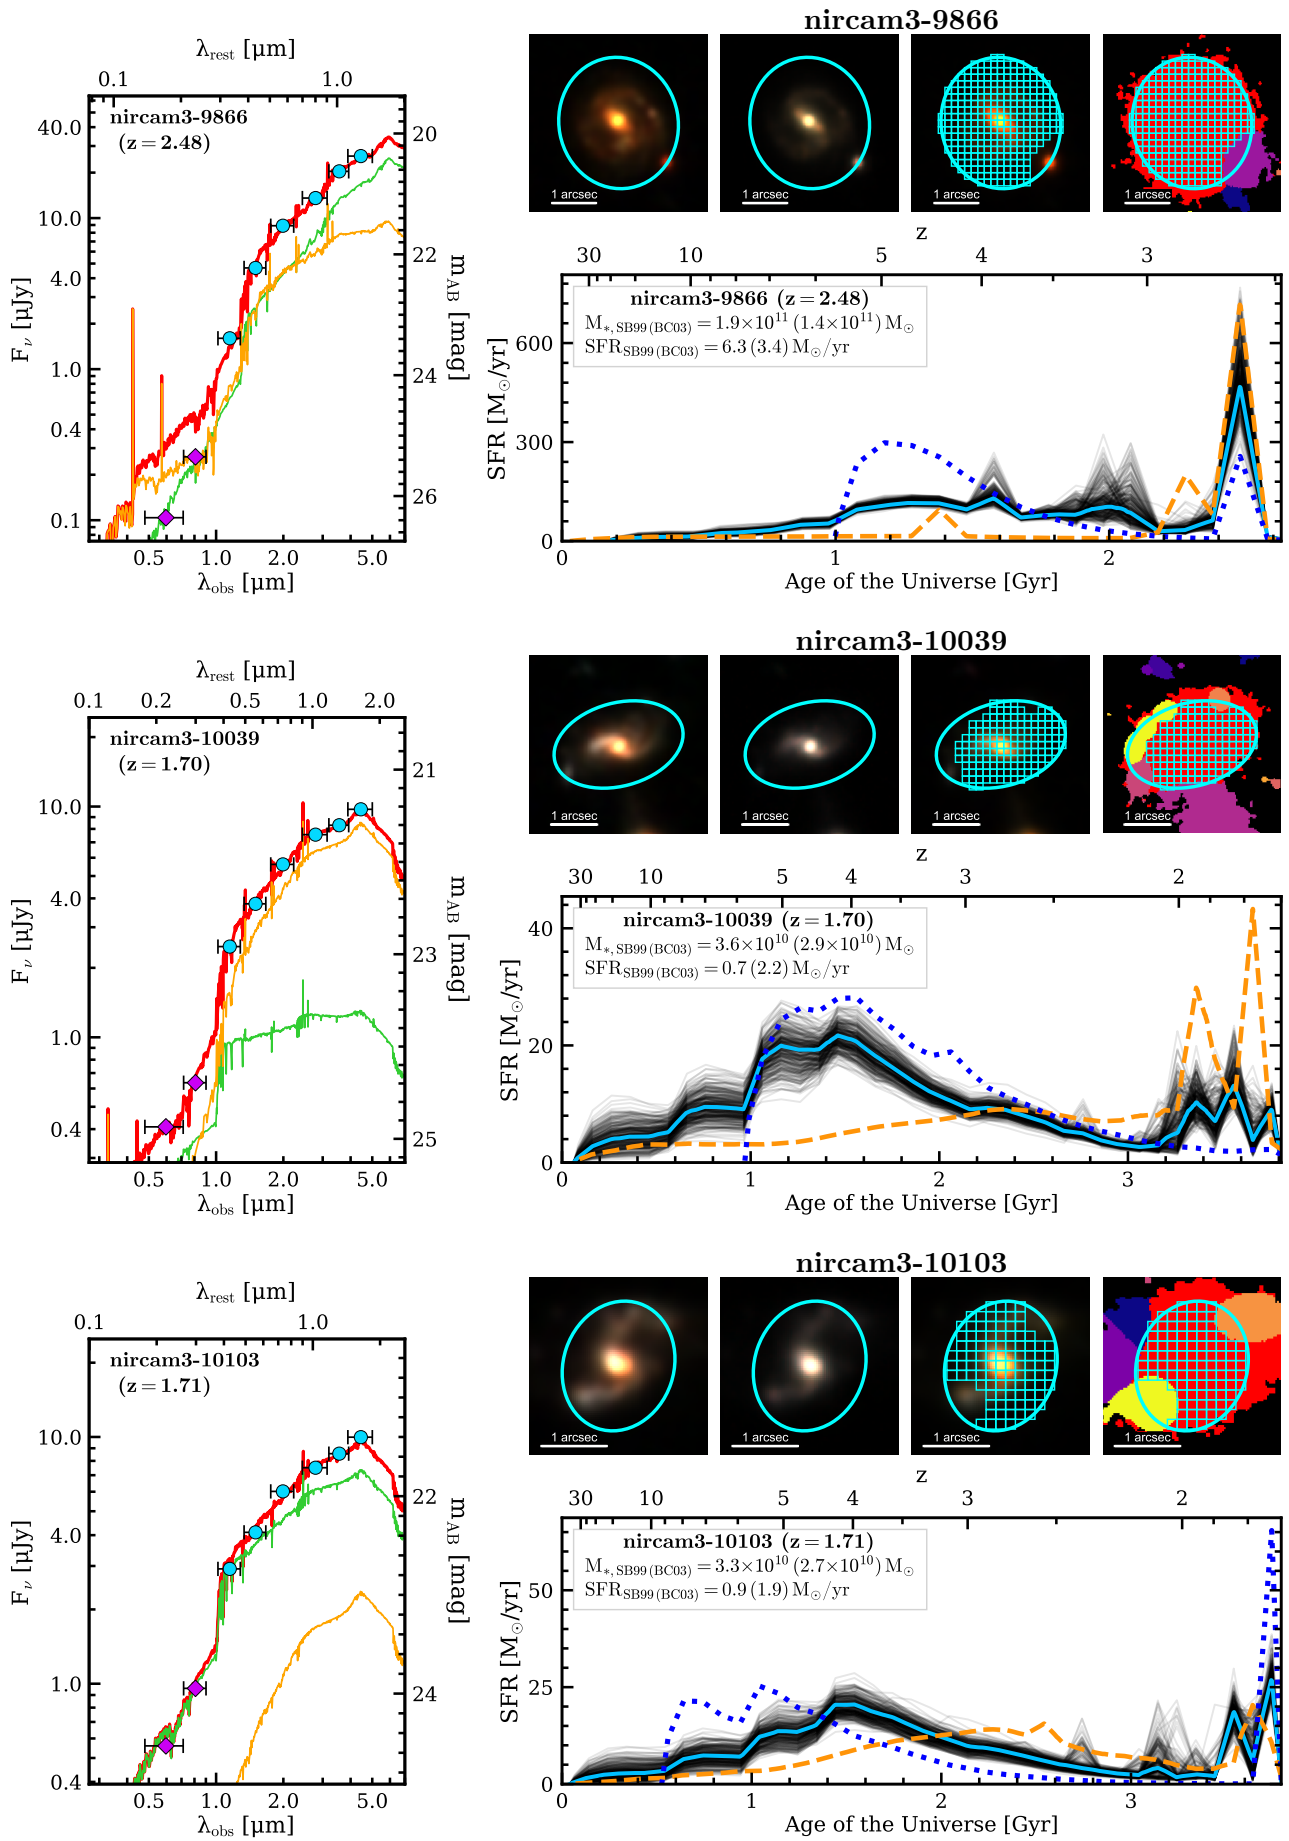 nircam3-9866
λrest [μm]
0.1 1.0
nircam3-9866
(z = 2.48)
40.0 10.0 4.0 1.0 0.4 0.1
Fν [μJy]
20 22 24 26
mAB [mag]
0.5 1.0 2.0 5.0
λobs [μm]
1 arcsec 1 arcsec 1 arcsec 1 arcsec
z
30 10 5 4 3
nircam3-9866 (z = 2.48)
M*,SB99(BC03) = 1.9×10^11 (1.4×10^11) M⊙
SFRSB99(BC03) = 6.3 (3.4) M⊙/yr
600 300 0
SFR [M⊙/yr]
0 1 2
Age of the Universe [Gyr]
nircam3-10039
λrest [μm]
0.1 0.2 0.5 1.0 2.0
nircam3-10039
(z = 1.70)
10.0 4.0 1.0 0.4
Fν [μJy]
21 23 25
mAB [mag]
0.5 1.0 2.0 5.0
λobs [μm]
1 arcsec 1 arcsec 1 arcsec 1 arcsec
z
30 10 5 4 3 2
nircam3-10039 (z = 1.70)
M*,SB99(BC03) = 3.6×10^10 (2.9×10^10) M⊙
SFRSB99(BC03) = 0.7 (2.2) M⊙/yr
40 20 0
SFR [M⊙/yr]
0 1 2 3
Age of the Universe [Gyr]
nircam3-10103
λrest [μm]
0.1 1.0
nircam3-10103
(z = 1.71)
10.0 4.0 1.0 0.4
Fν [μJy]
22 24
mAB [mag]
0.5 1.0 2.0 5.0
λobs [μm]
1 arcsec 1 arcsec 1 arcsec 1 arcsec
z
30 10 5 4 3 2
nircam3-10103 (z = 1.71)
M*,SB99(BC03) = 3.3×10^10 (2.7×10^10) M⊙
SFRSB99(BC03) = 0.9 (1.9) M⊙/yr
50 25 0
SFR [M⊙/yr]
0 1 2 3
Age of the Universe [Gyr]